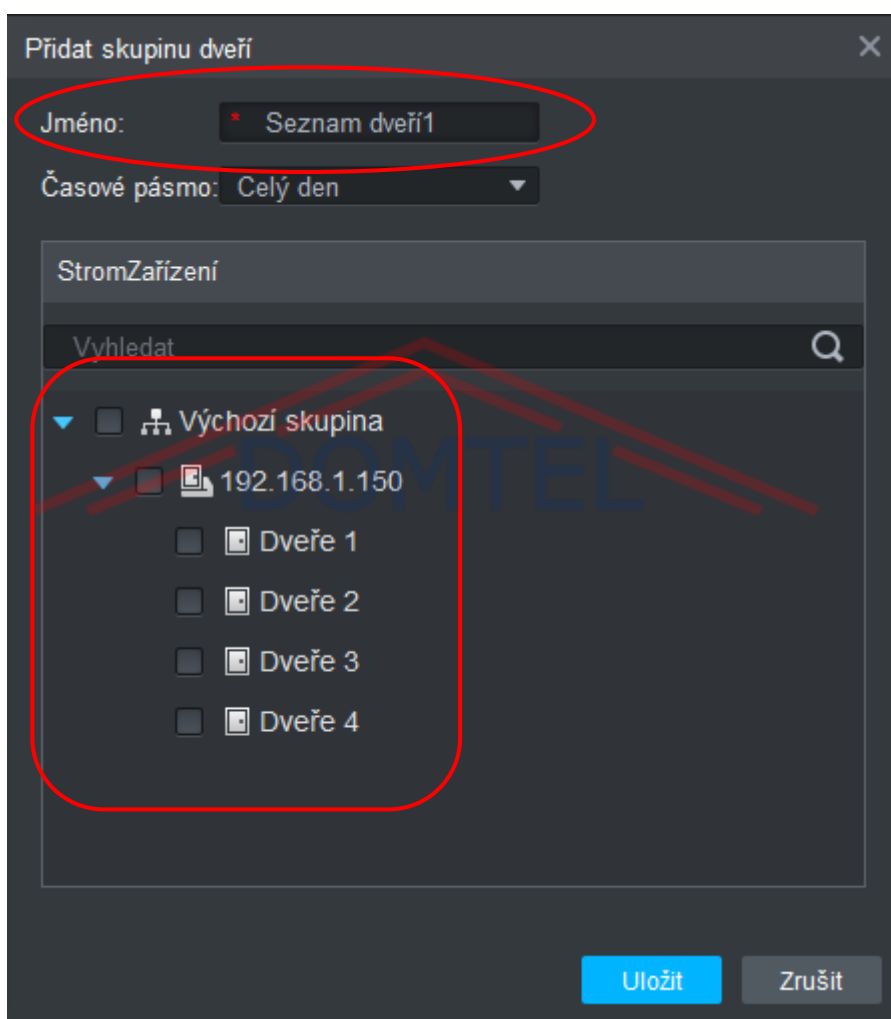 Přidat skupinu dveří
Jméno: * Seznam dveří1
Časové pásmo: Celý den
StromZařízení
Vyhledat
Výchozí skupina
192.168.1.150
Dveře 1
Dveře 2
Dveře 3
Dveře 4
DOMTEL
Uložit Zrušit